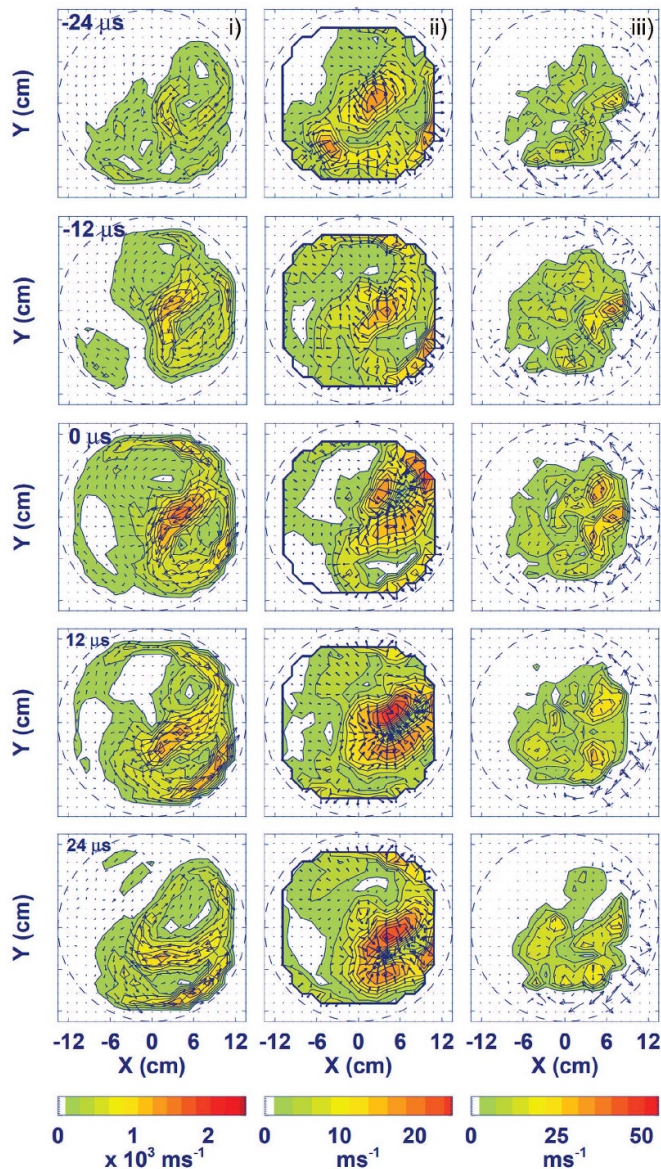 -24 μs i) ii) iii)
Y (cm)
-12 μs
Y (cm)
0 μs
Y (cm)
12 μs
Y (cm)
24 μs
Y (cm)
-12 -6 0 6 12 -12 -6 0 6 12 -12 -6 0 6 12
X (cm) X (cm) X (cm)
0 1 2 0 10 20 0 25 50
x 10³ ms⁻¹ ms⁻¹ ms⁻¹